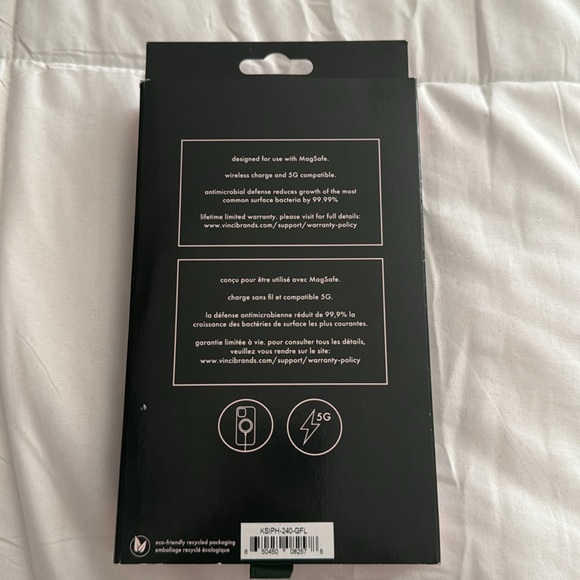 designed for use with MagSafe.
wireless charge and 5G compatible.
antimicrobial defense reduces growth of the most
common surface bacteria by 99.99%
lifetime limited warranty. please visit for full details:
www.vincibrands.com/support/warranty-policy
conçu pour être utilisé avec MagSafe.
charge sans fil et compatible 5G.
la défense antimicrobienne réduit de 99,9% la
croissance des bactéries de surface les plus courantes.
garantie limitée à vie. pour consulter tous les détails,
veuillez vous rendre sur le site:
www.vincibrands.com/support/warranty-policy
5G
eco-friendly recycled packaging
emballage recyclé écologique
KSIPH-240-GFL
8 50450 08257 8